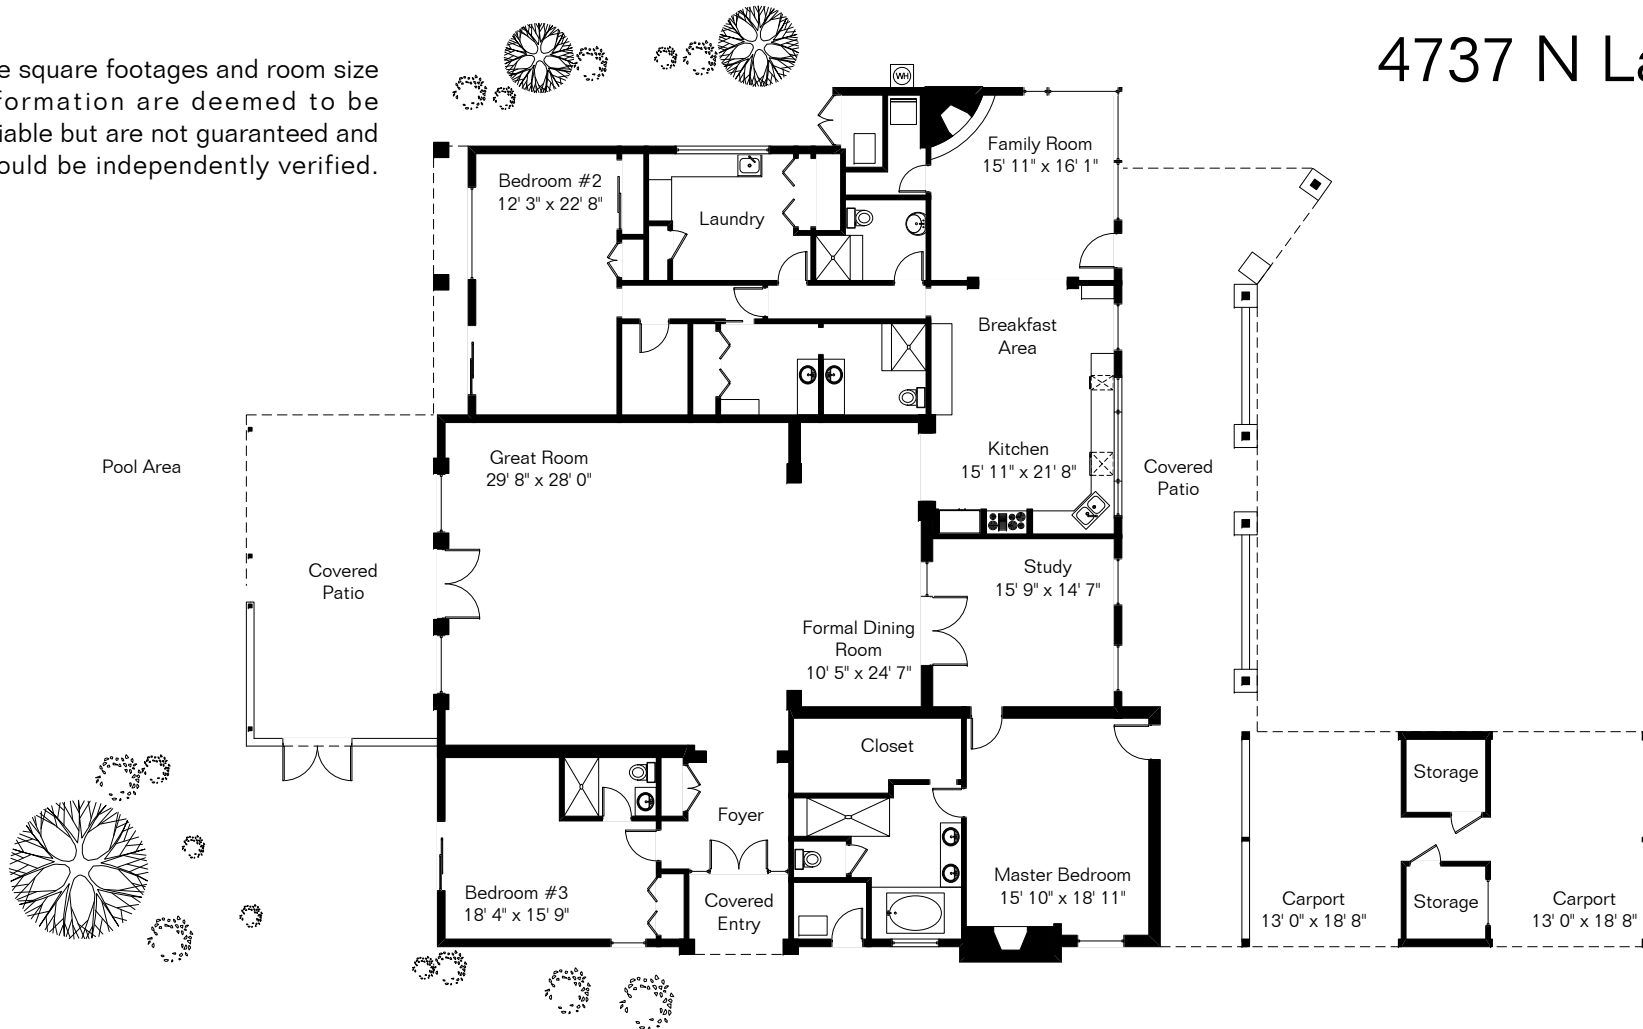 square footages and room size
are deemed to be
but are not guaranteed and
be independently verified.
4737 N
WH
Family Room
15' 11" x 16' 1"
Bedroom #2
12' 3" x 22' 8"
Laundry
Breakfast
Area
Kitchen
15' 11" x 21' 8"
Great Room
29' 8" x 28' 0"
Pool Area
Covered
Patio
Covered
Patio
Study
15' 9" x 14' 7"
Formal Dining
Room
10' 5" x 24' 7"
Closet
Storage
Foyer
Master Bedroom
15' 10" x 18' 11"
Bedroom #3
18' 4" x 15' 9"
Covered
Entry
Carport
13' 0" x 18' 8"
Storage
Carport
13' 0" x 18' 8"